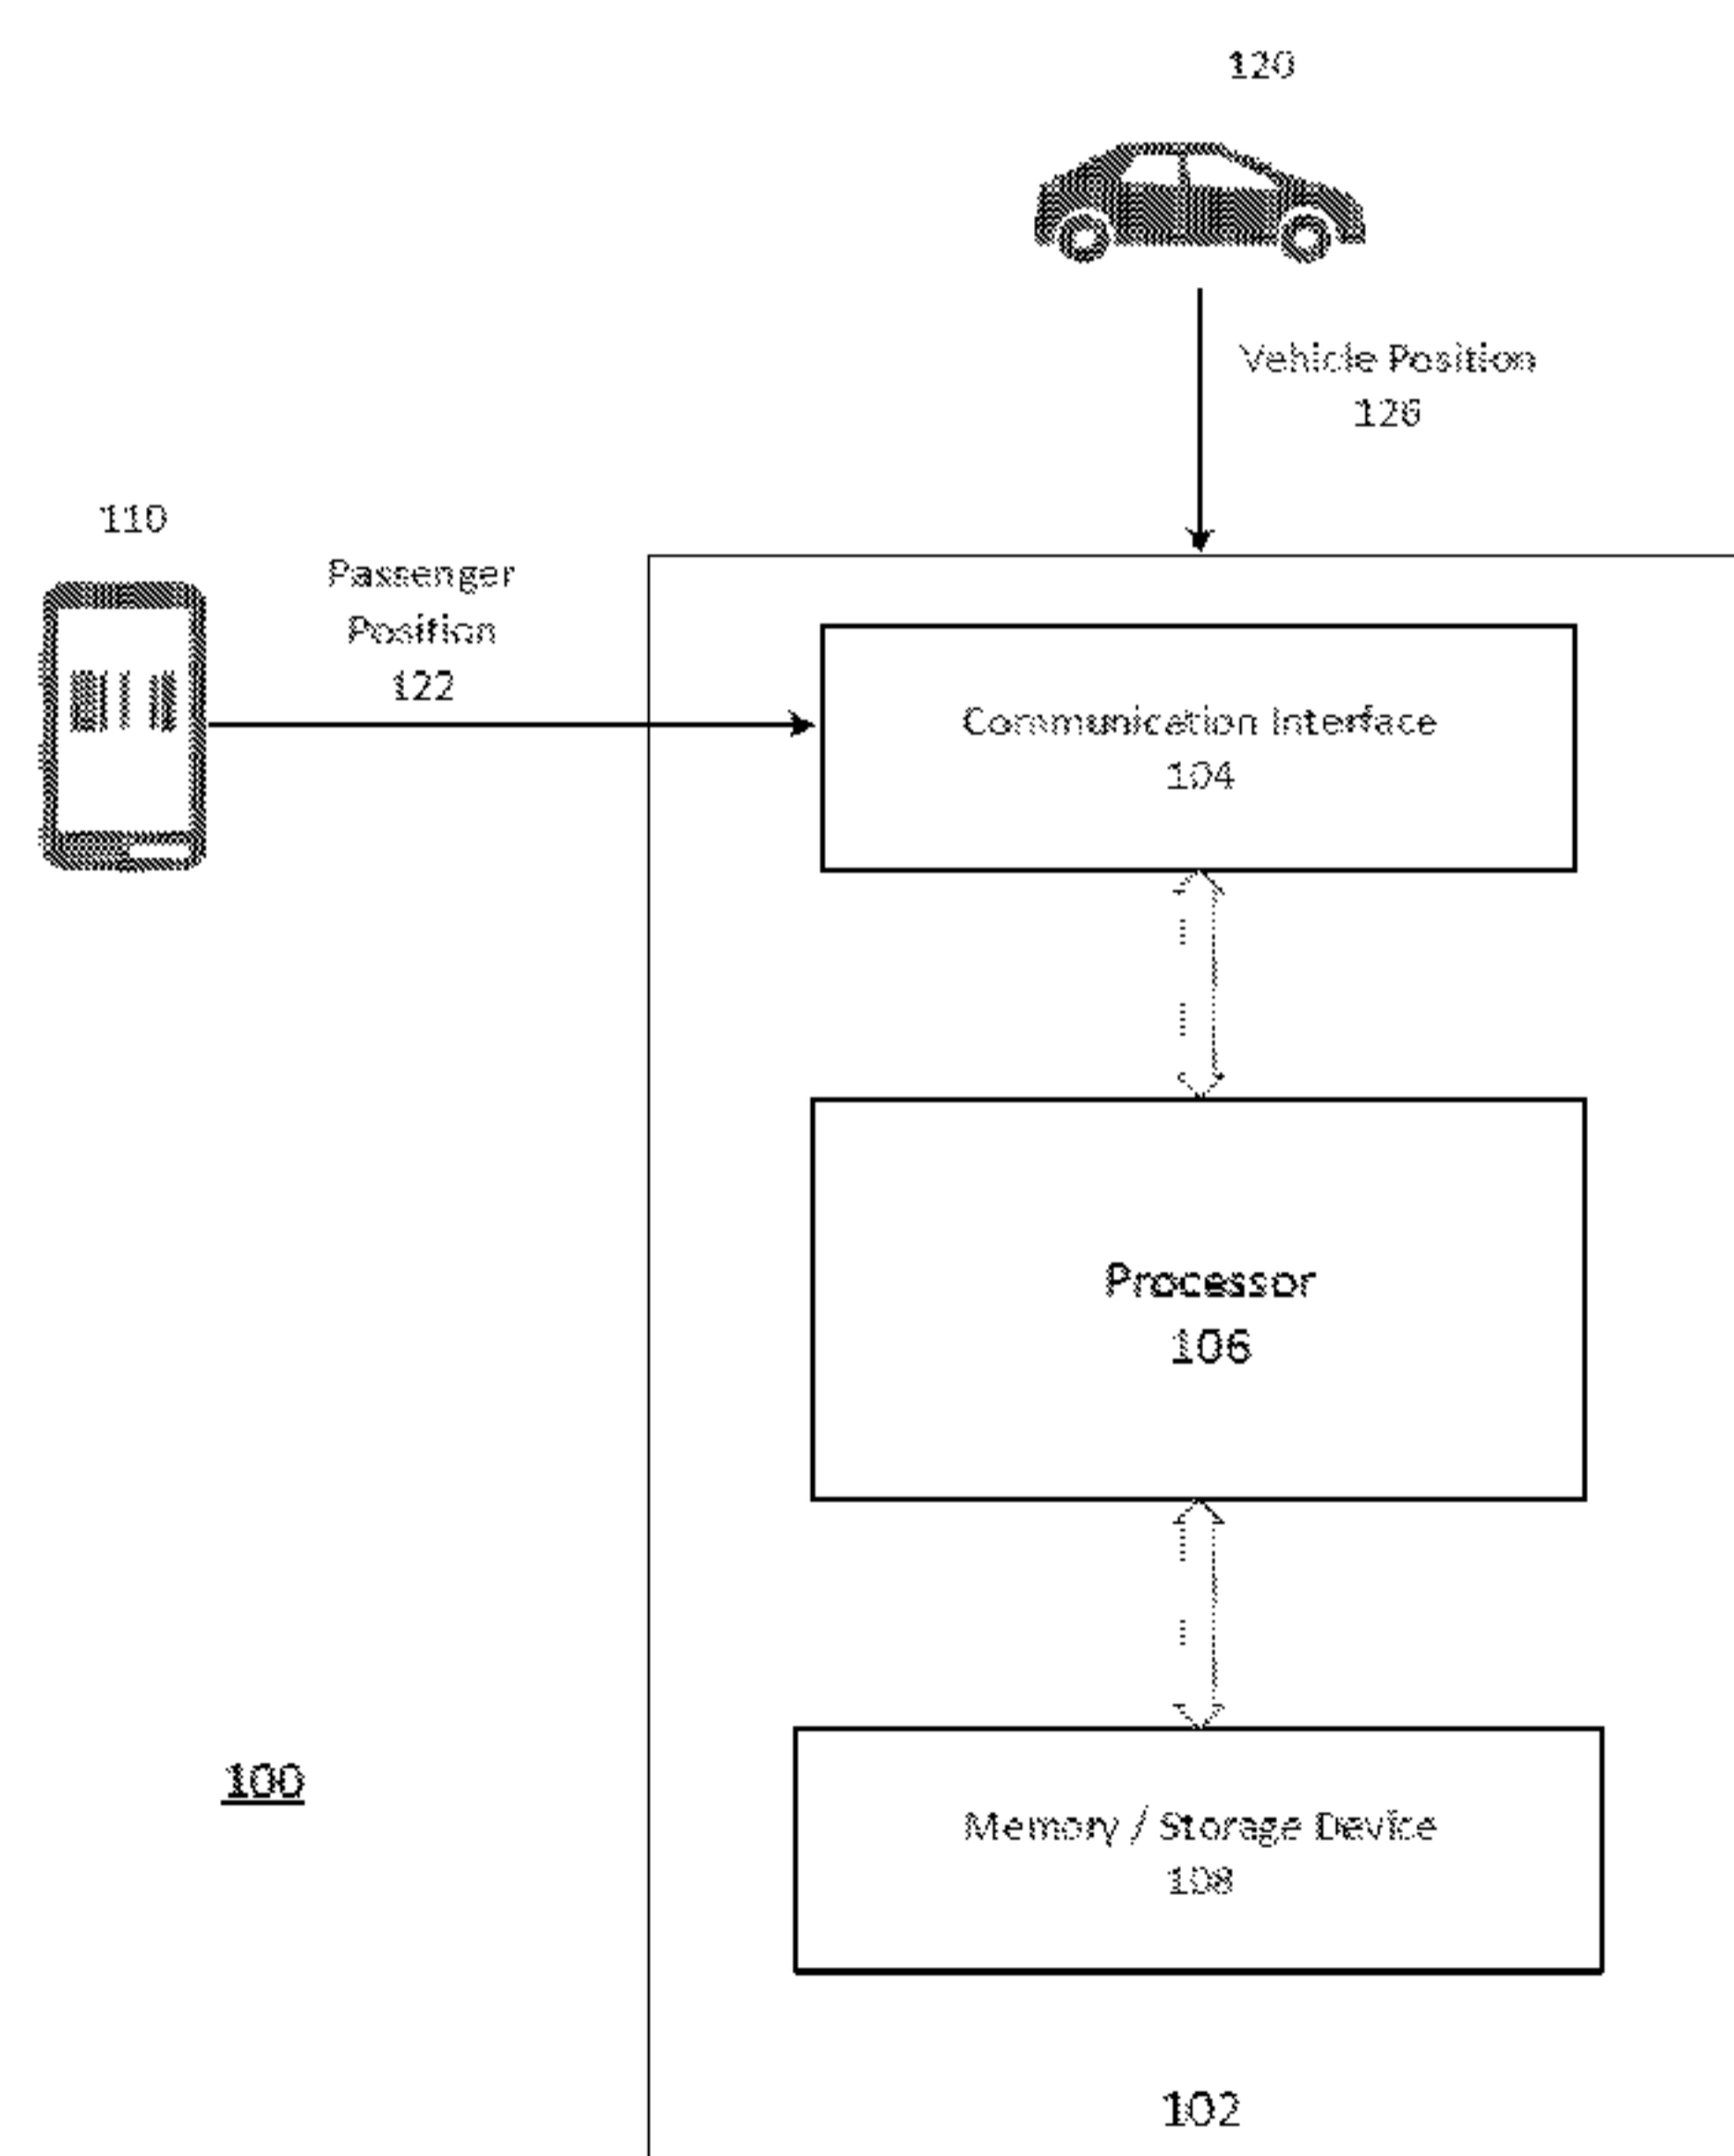 120
Vehicle Position
126
110
Passenger
Position
122
Communication Interface
104
Processor
106
100
Memory / Storage Device
108
102